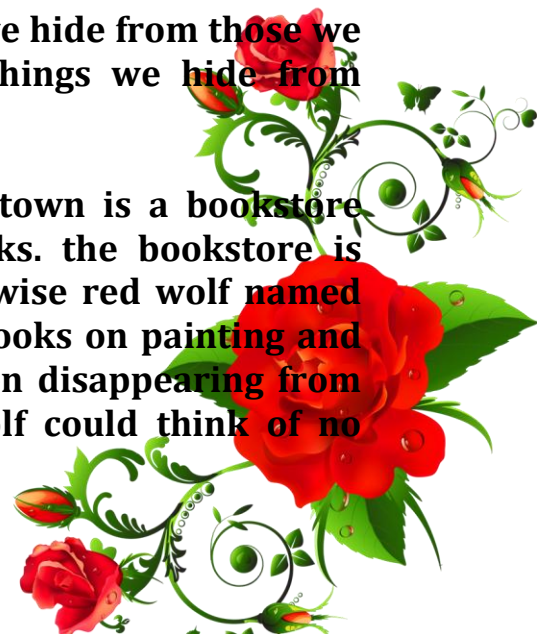 ve hide from those we
hings we hide from
town is a bookstore
ks. the bookstore is
wise red wolf named
ooks on painting and
n disappearing from
lf could think of no